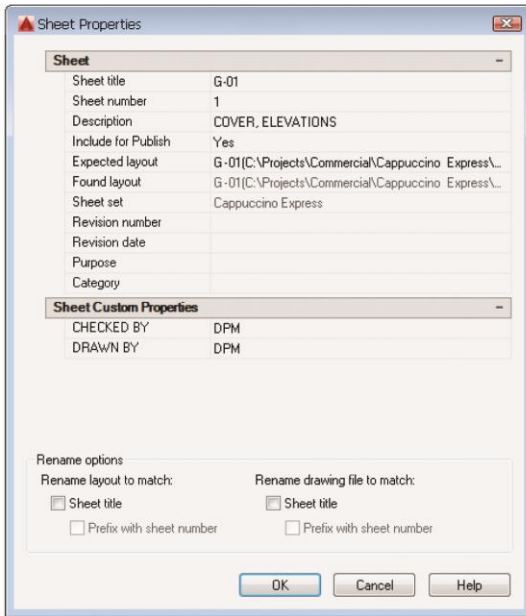 Sheet Properties
Sheet –
Sheet title G-01
Sheet number 1
Description COVER, ELEVATIONS
Include for Publish Yes
Expected layout G-01(C:\Projects\Commercial\Cappuccino Express\...
Found layout G-01(C:\Projects\Commercial\Cappuccino Express\...
Sheet set Cappuccino Express
Revision number
Revision date
Purpose
Category
Sheet Custom Properties –
CHECKED BY DPM
DRAWN BY DPM
Rename options
Rename layout to match: Rename drawing file to match:
Sheet title Sheet title
Prefix with sheet number Prefix with sheet number
OK Cancel Help